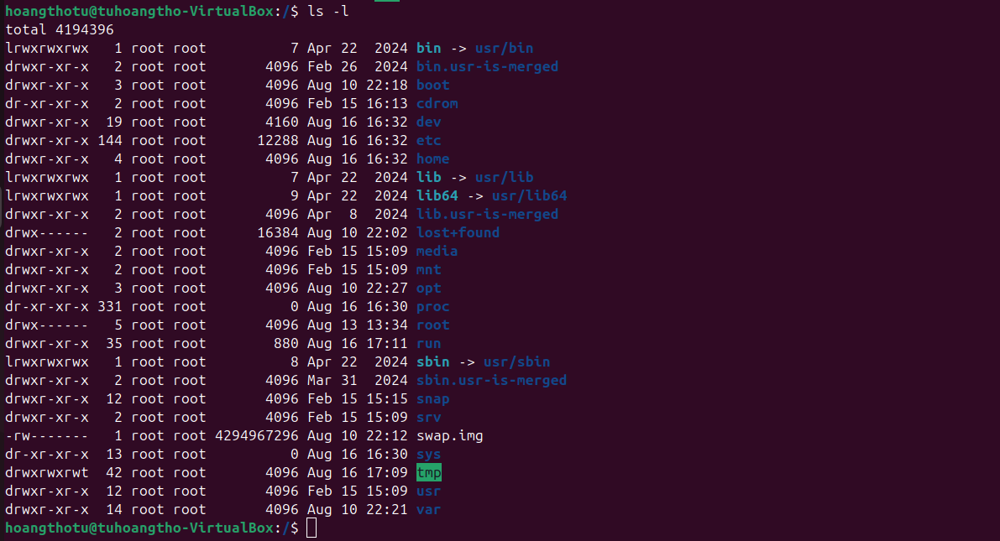 hoangthotu@tuhoangtho-VirtualBox:/$ ls -l
total 4194396
lrwxrwxrwx   1 root root          7 Apr 22  2024 bin -> usr/bin
drwxr-xr-x   2 root root       4096 Feb 26  2024 bin.usr-is-merged
drwxr-xr-x   3 root root       4096 Aug 10 22:18 boot
dr-xr-xr-x   2 root root       4096 Feb 15 16:13 cdrom
drwxr-xr-x  19 root root       4160 Aug 16 16:32 dev
drwxr-xr-x 144 root root      12288 Aug 16 16:32 etc
drwxr-xr-x   4 root root       4096 Aug 16 16:32 home
lrwxrwxrwx   1 root root          7 Apr 22  2024 lib -> usr/lib
lrwxrwxrwx   1 root root          9 Apr 22  2024 lib64 -> usr/lib64
drwxr-xr-x   2 root root       4096 Apr  8  2024 lib.usr-is-merged
drwx------   2 root root      16384 Aug 10 22:02 lost+found
drwxr-xr-x   2 root root       4096 Feb 15 15:09 media
drwxr-xr-x   2 root root       4096 Feb 15 15:09 mnt
drwxr-xr-x   3 root root       4096 Aug 10 22:27 opt
dr-xr-xr-x 331 root root          0 Aug 16 16:30 proc
drwx------   5 root root       4096 Aug 13 13:34 root
drwxr-xr-x  35 root root        880 Aug 16 17:11 run
lrwxrwxrwx   1 root root          8 Apr 22  2024 sbin -> usr/sbin
drwxr-xr-x   2 root root       4096 Mar 31  2024 sbin.usr-is-merged
drwxr-xr-x  12 root root       4096 Feb 15 15:15 snap
drwxr-xr-x   2 root root       4096 Feb 15 15:09 srv
-rw-------   1 root root 4294967296 Aug 10 22:12 swap.img
dr-xr-xr-x  13 root root          0 Aug 16 16:30 sys
drwxrwxrwt  42 root root       4096 Aug 16 17:09 tmp
drwxr-xr-x  12 root root       4096 Feb 15 15:09 usr
drwxr-xr-x  14 root root       4096 Aug 10 22:21 var
hoangthotu@tuhoangtho-VirtualBox:/$